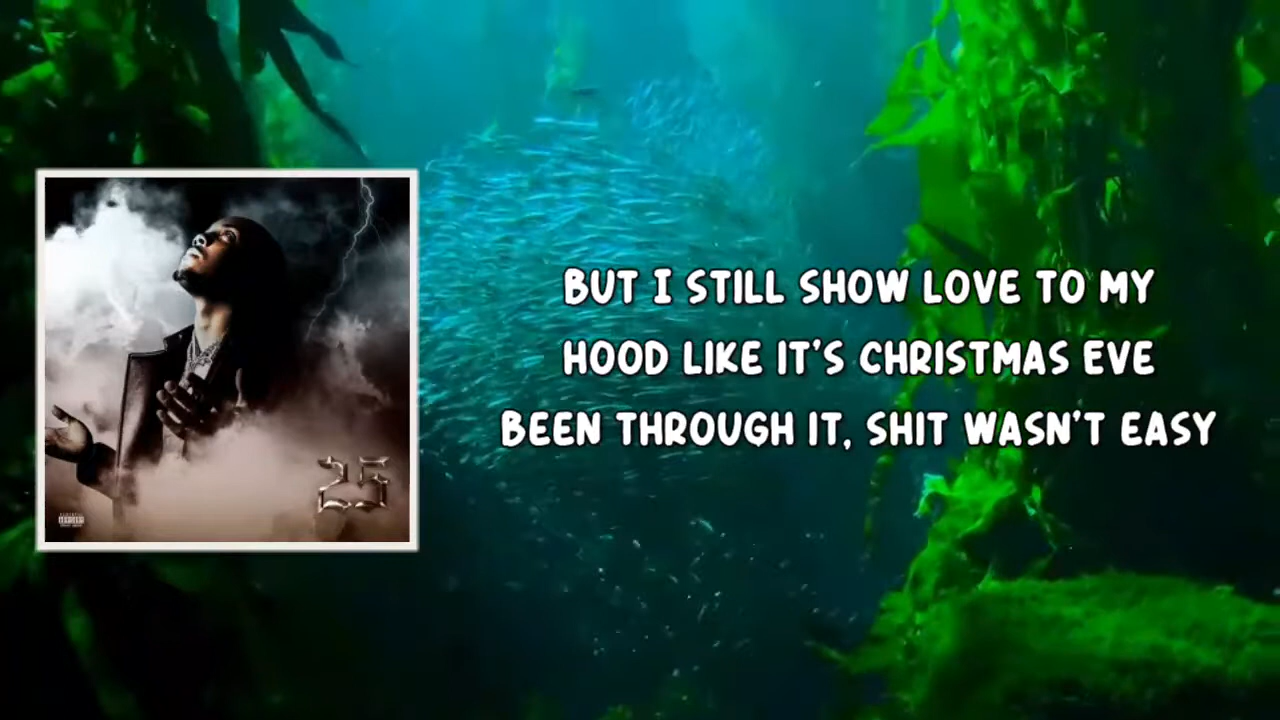 BUT I STILL SHOW LOVE TO MY
HOOD LIKE IT'S CHRISTMAS EVE
BEEN THROUGH IT, SHIT WASN'T EASY
25